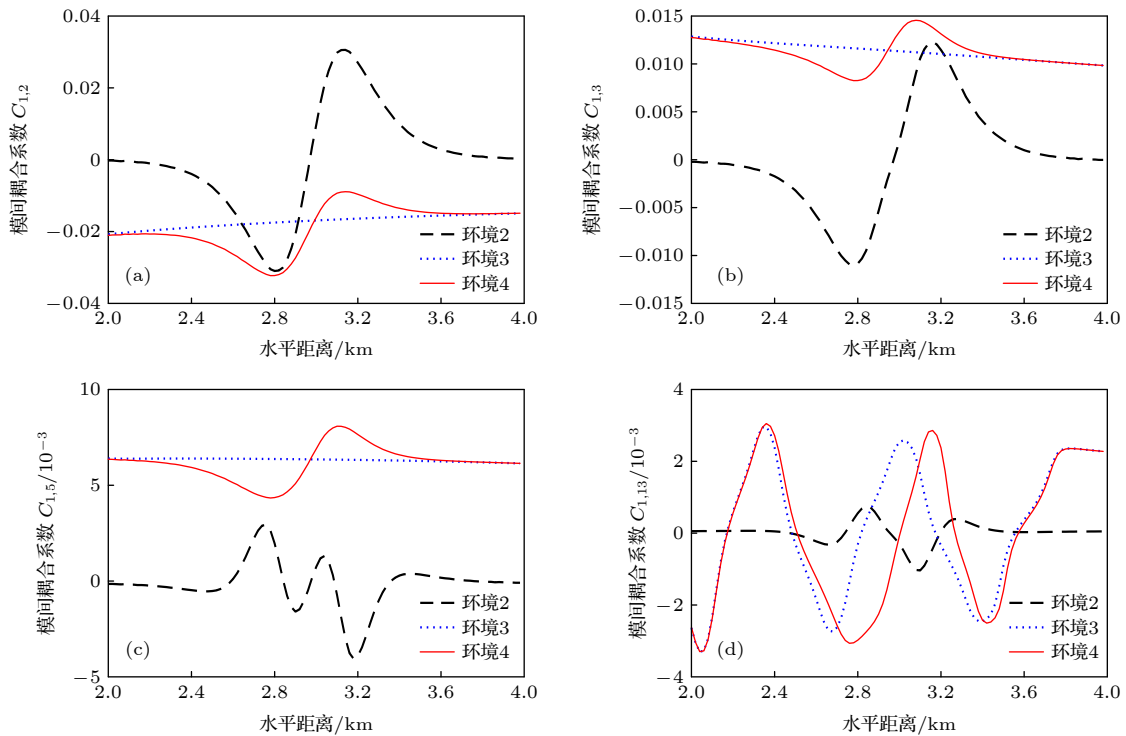 0.04
0.02
0
−0.02
−0.04
模间耦合系数 C1,2
环境2
环境3
环境4
(a)
2.0 2.4 2.8 3.2 3.6 4.0
水平距离/km
0.015
0.010
0.005
0
−0.005
−0.010
−0.015
模间耦合系数 C1,3
环境2
环境3
环境4
(b)
2.0 2.4 2.8 3.2 3.6 4.0
水平距离/km
10
5
0
−5
模间耦合系数 C1,5/10−3
环境2
环境3
环境4
(c)
2.0 2.4 2.8 3.2 3.6 4.0
水平距离/km
4
2
0
−2
−4
模间耦合系数 C1,13/10−3
环境2
环境3
环境4
(d)
2.0 2.4 2.8 3.2 3.6 4.0
水平距离/km